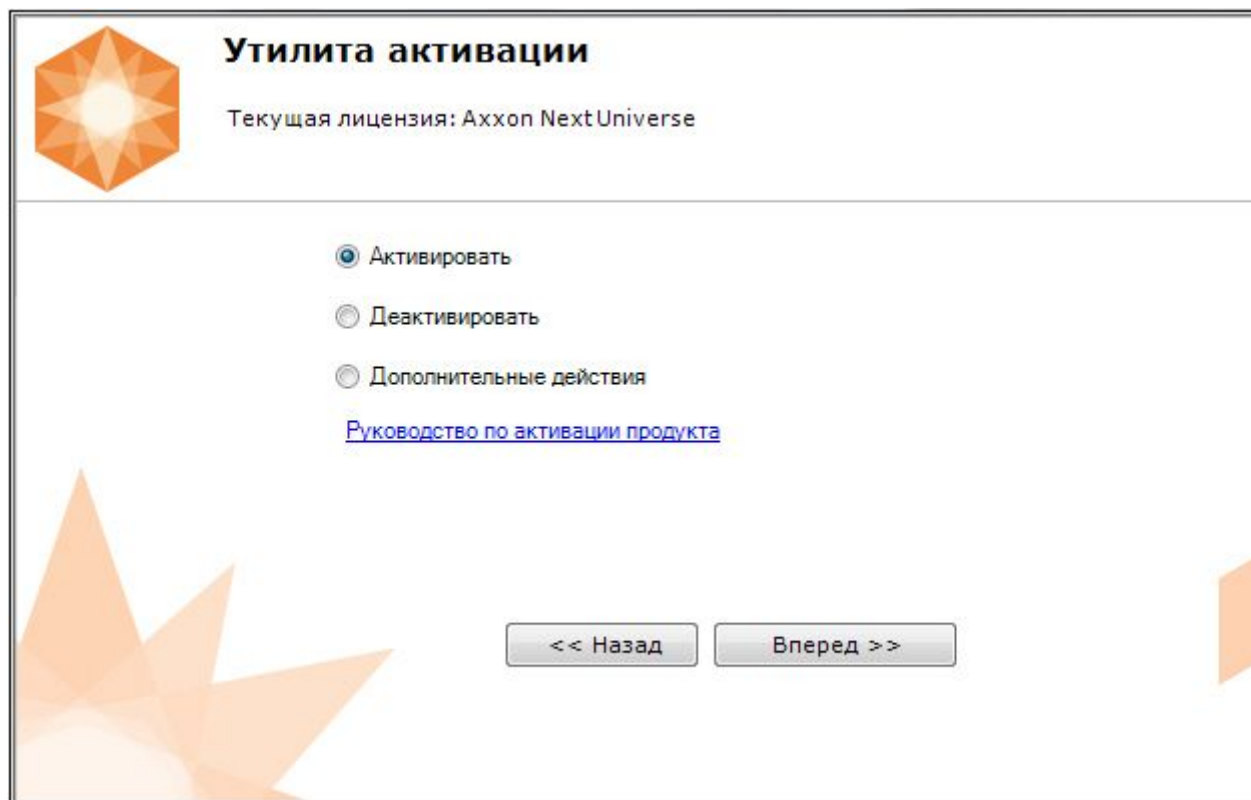 Утилита активации
Текущая лицензия: Axxon Next Universe
Активировать
Деактивировать
Дополнительные действия
Руководство по активации продукта
<< Назад
Вперед >>